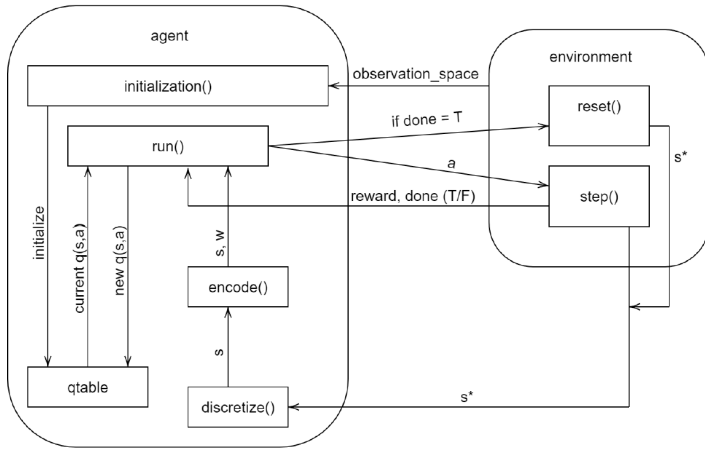 agent
environment
initialization()
observation_space
reset()
if done = T
run()
a
s*
step()
reward, done (T/F)
initialize
current q(s,a)
new q(s,a)
s, w
encode()
s
qtable
discretize()
s*